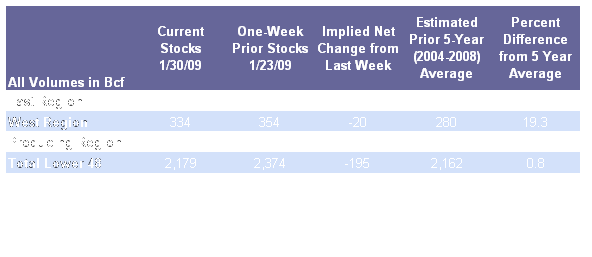 Current Stocks 1/30/09
One-Week Prior Stocks 1/23/09
Implied Net Change from Last Week
Estimated Prior 5-Year (2004-2008) Average
Percent Difference from 5 Year Average
All Volumes in Bcf
East Region
West Region 334 354 -20 280 19.3
Producing Region
Total Lower 48 2,179 2,374 -195 2,162 0.8